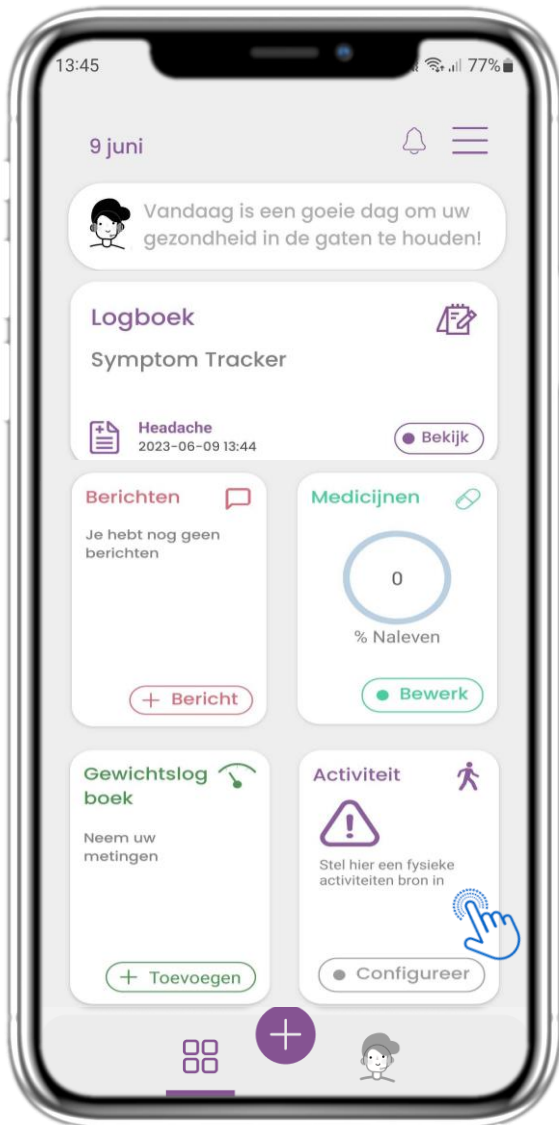 13:45
77%
9 juni
Vandaag is een goeie dag om uw
gezondheid in de gaten te houden!
Logboek
Symptom Tracker
Headache
2023-06-09 13:44
Bekijk
Berichten
Je hebt nog geen
berichten
+ Bericht
Medicijnen
0
% Naleven
Bewerk
Gewichtslog
boek
Neem uw
metingen
+ Toevoegen
Activiteit
Stel hier een fysieke
activiteiten bron in
Configureer